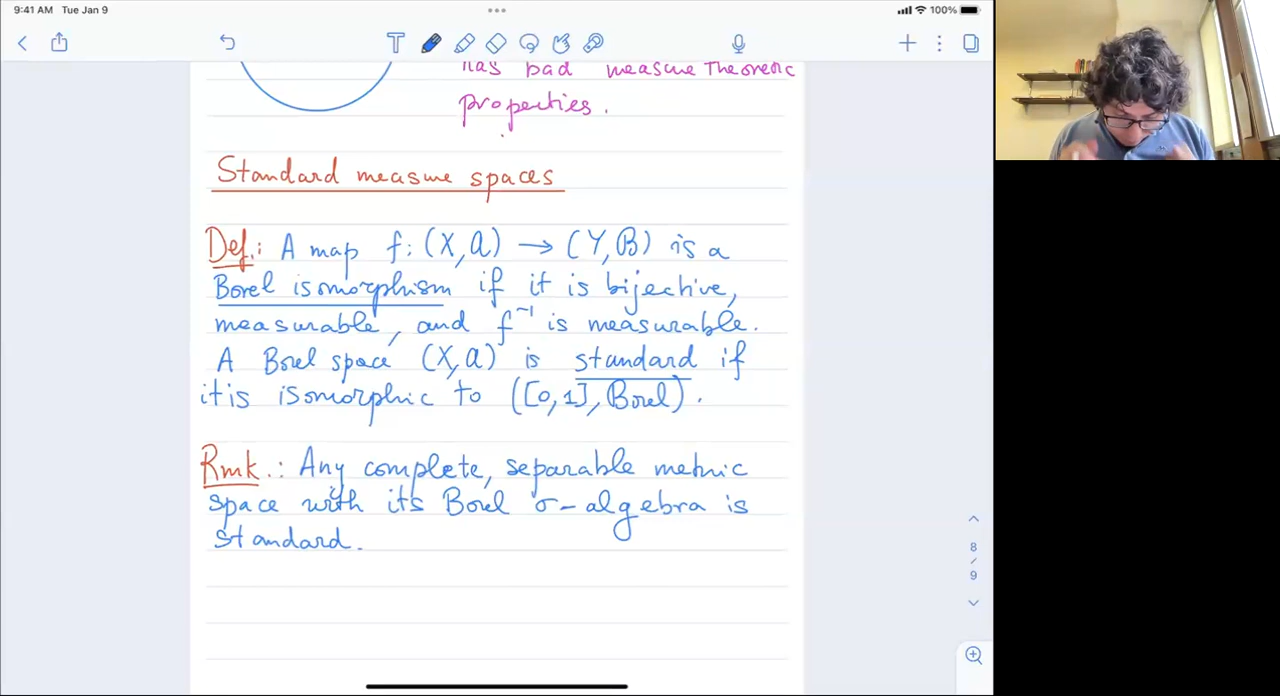 9:41 AM Tue Jan 9
100%
T
has bad measure theoretic
properties.
Standard measure spaces
Def.: A map f: (X, 𝒜) → (Y, ℬ) is a
Borel isomorphism if it is bijective,
measurable, and f⁻¹ is measurable.
A Borel space (X, 𝒜) is standard if
it is isomorphic to ([0,1], Borel).
Rmk.: Any complete, separable metric
space with its Borel σ-algebra is
standard.
8
/
9